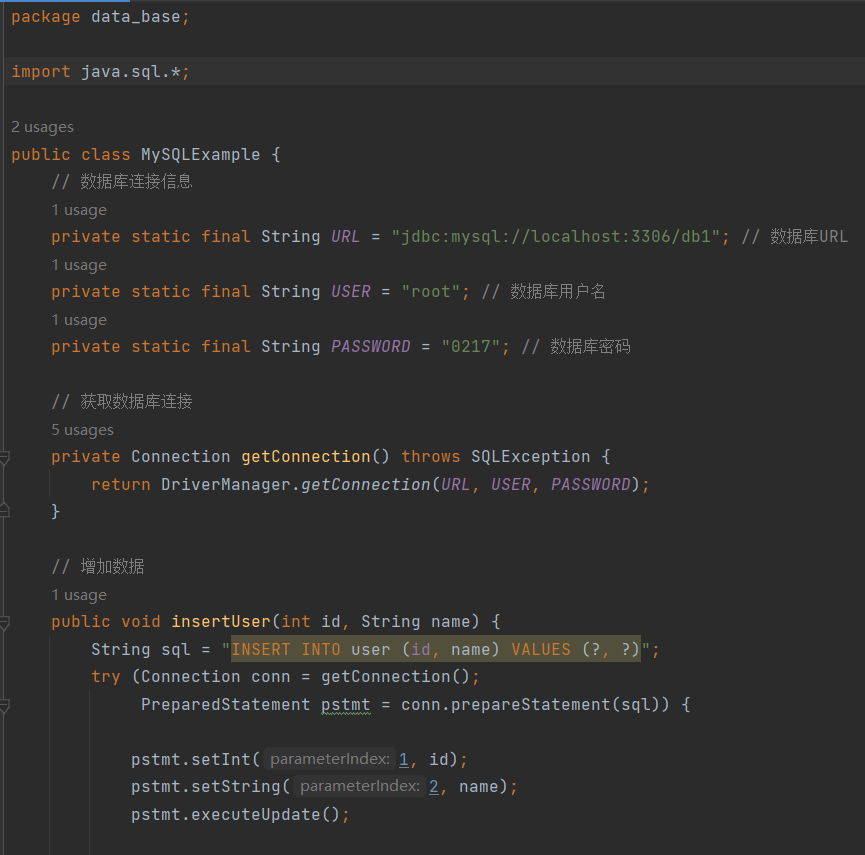 package data_base;
import java.sql.*;
2 usages
public class MySQLExample {
// 数据库连接信息
1 usage
private static final String URL = "jdbc:mysql://localhost:3306/db1"; // 数据库URL
1 usage
private static final String USER = "root"; // 数据库用户名
1 usage
private static final String PASSWORD = "0217"; // 数据库密码
// 获取数据库连接
5 usages
private Connection getConnection() throws SQLException {
return DriverManager.getConnection(URL, USER, PASSWORD);
}
// 增加数据
1 usage
public void insertUser(int id, String name) {
String sql = "INSERT INTO user (id, name) VALUES (?, ?)";
try (Connection conn = getConnection();
PreparedStatement pstmt = conn.prepareStatement(sql)) {
pstmt.setInt( parameterIndex: 1, id);
pstmt.setString( parameterIndex: 2, name);
pstmt.executeUpdate();